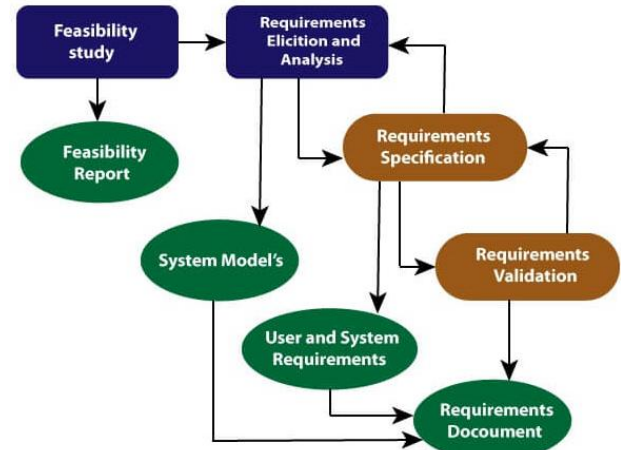 Feasibility
study
Requirements
Elicition and
Analysis
Feasibility
Report
Requirements
Specification
System Model's
Requirements
Validation
User and System
Requirements
Requirements
Docoument